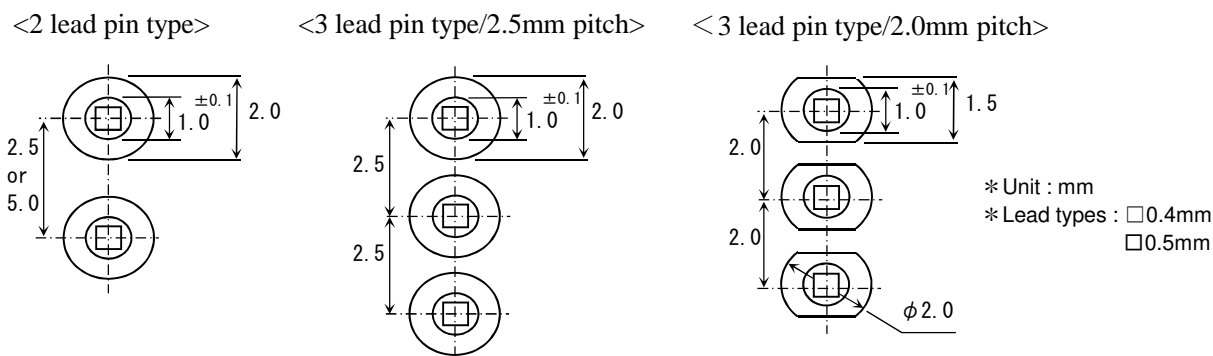 <2 lead pin type>
2.5
or
5.0
1.0 ±0.1
2.0
<3 lead pin type/2.5mm pitch>
2.5
2.5
1.0 ±0.1
2.0
＜3 lead pin type/2.0mm pitch>
2.0
2.0
1.0 ±0.1
1.5
φ2.0
＊Unit : mm
＊Lead types : □0.4mm
□0.5mm